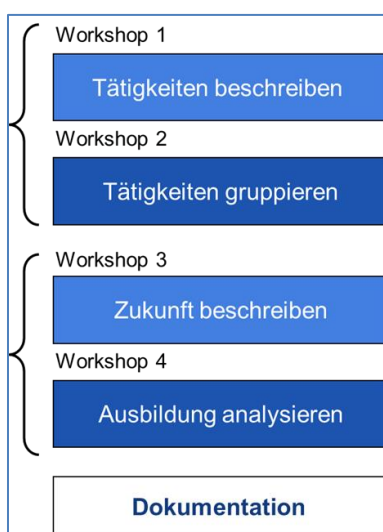 Workshop 1
Tätigkeiten beschreiben
Workshop 2
Tätigkeiten gruppieren
Workshop 3
Zukunft beschreiben
Workshop 4
Ausbildung analysieren
Dokumentation